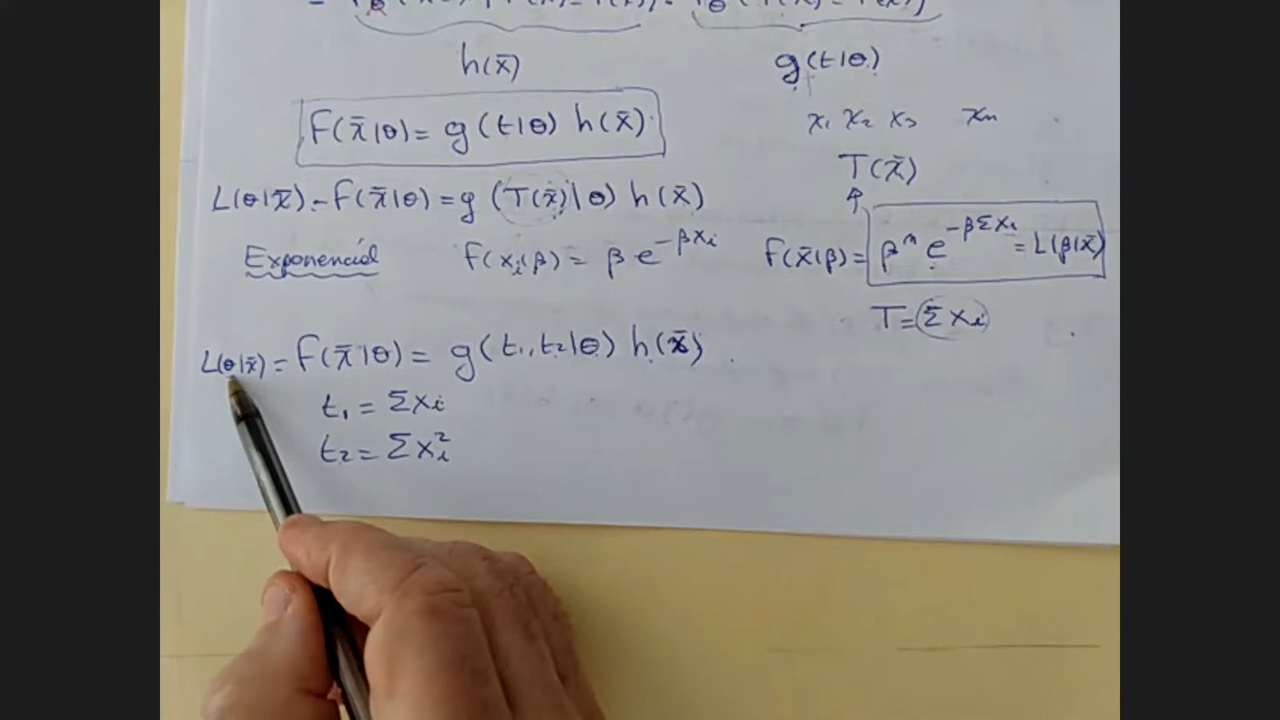 h(x̄)
g(t|θ)
F(x̄|θ) = g(t|θ) h(x̄)
x₁ x₂ x₃ xₙ
T(x̄)
L(θ|x̄) = F(x̄|θ) = g (T(x̄)|θ) h(x̄)
Exponencial F(xᵢ|β) = β e^{-βxᵢ}
F(x̄|β) = βⁿ e^{-βΣxᵢ} = L(β|x̄)
T = Σxᵢ
L(θ|x̄) = F(x̄|θ) = g(t₁, t₂|θ) h(x̄).
t₁ = Σxᵢ
t₂ = Σxᵢ²